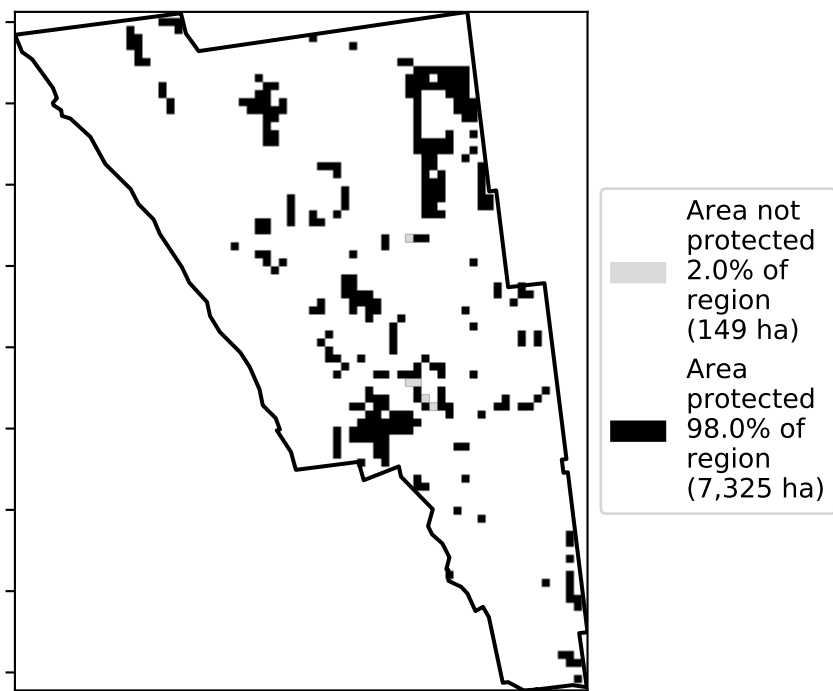 Area not
protected
2.0% of
region
(149 ha)
Area
protected
98.0% of
region
(7,325 ha)